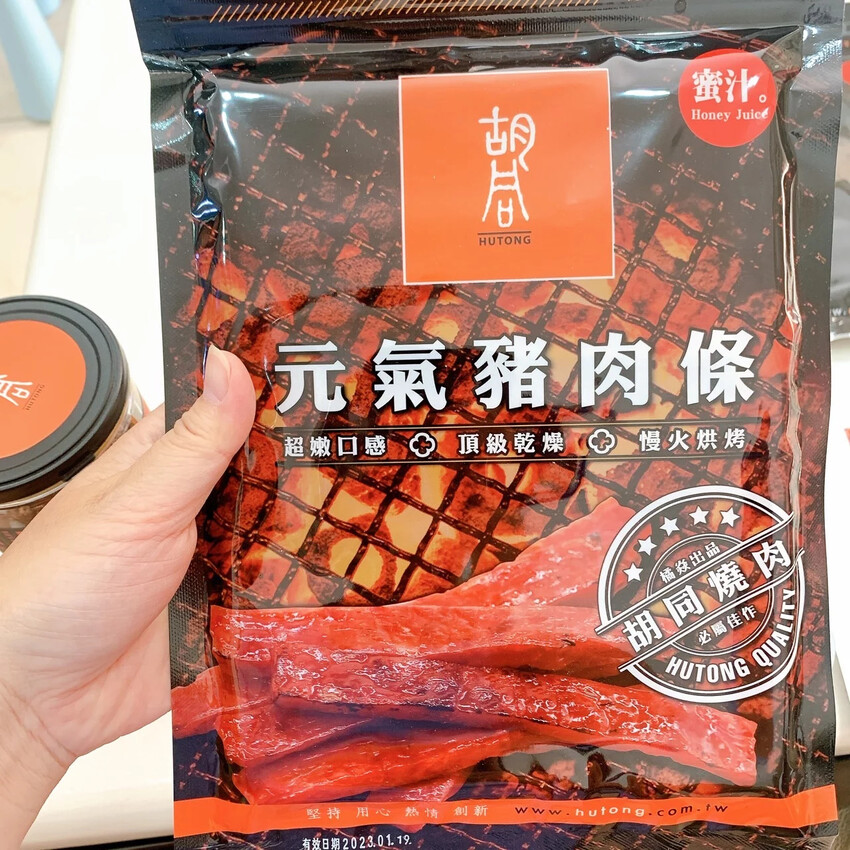 蜜汁。
Honey Juice
胡同
HUTONG
元氣豬肉條
超嫩口感 頂級乾燥 慢火烘烤
橘焱出品
胡同燒肉
必屬佳作
HUTONG QUALITY
堅持 用心 熱情 創新 www.hutong.com.tw
有效日期2023.01.19.
HUTONG